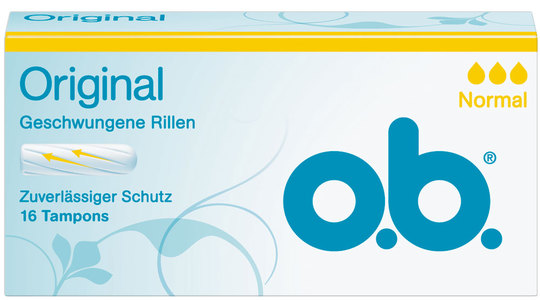 Original
Original
Geschwungene Rillen
Zuverlässiger Schutz
16 Tampons
Normal
o.b.®